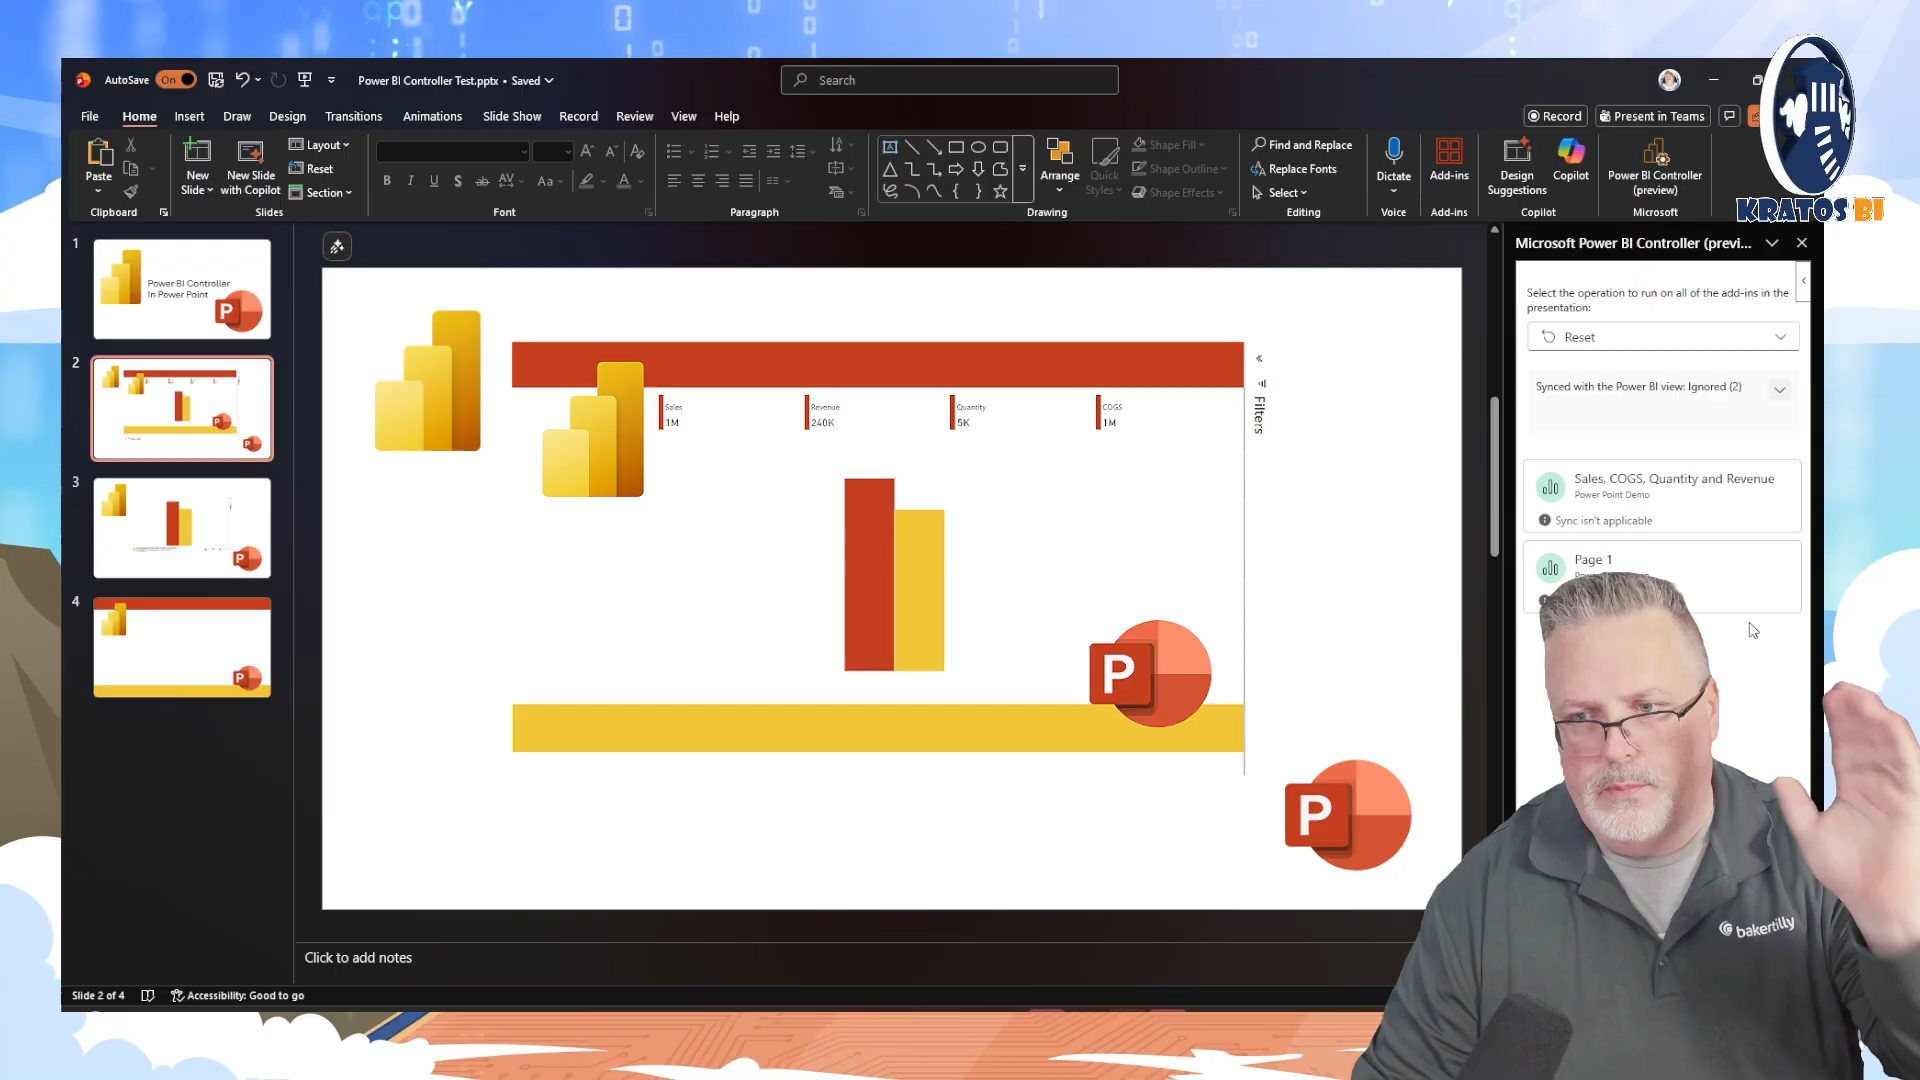 AutoSave On Power BI Controller Test.pptx • Saved Search
File Home Insert Draw Design Transitions Animations Slide Show Record Review View Help Record Present in Teams
KRATOS BI
Paste
New Slide
New Slide with Copilot
Layout
Reset
Section
B I U S ab AV Aa A
Shape Fill
Shape Outline
Shape Effects
Arrange
Quick Styles
Find and Replace
Replace Fonts
Select
Dictate
Add-ins
Design Suggestions
Copilot
Power BI Controller (preview)
Clipboard Slides Font Paragraph Drawing Editing Voice Add-ins Copilot Microsoft
1
Power BI Controller
In Power Point
P
2
3
P
4
P
Sales
1M
Revenue
240K
Quantity
5K
COGS
1M
Filters
P
P
Microsoft Power BI Controller (previ...
Select the operation to run on all of the add-ins in the
presentation:
Reset
Synced with the Power BI view: Ignored (2)
Sales, COGS, Quantity and Revenue
Power Point Demo
Sync isn't applicable
Page 1
bakertilly
Click to add notes
Slide 2 of 4 Accessibility: Good to go